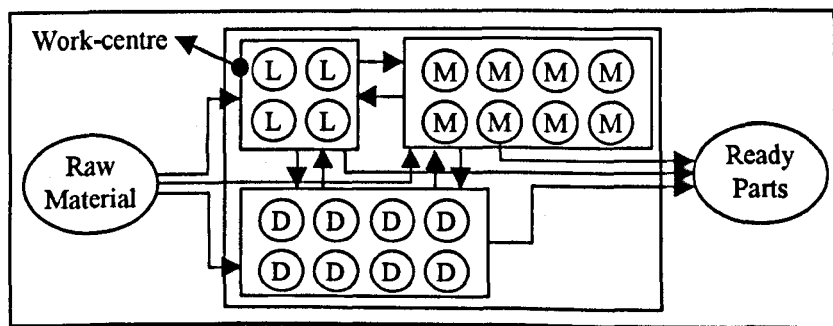 Work-centre
L L
L L
M M M M
M M M M
Raw
Material
Ready
Parts
D D D D
D D D D